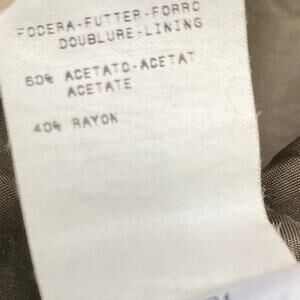 FODERA-FUTTER-FORRO
DOUBLURE-LINING
60% ACETATO-ACETAT
ACETATE
40% RAYON